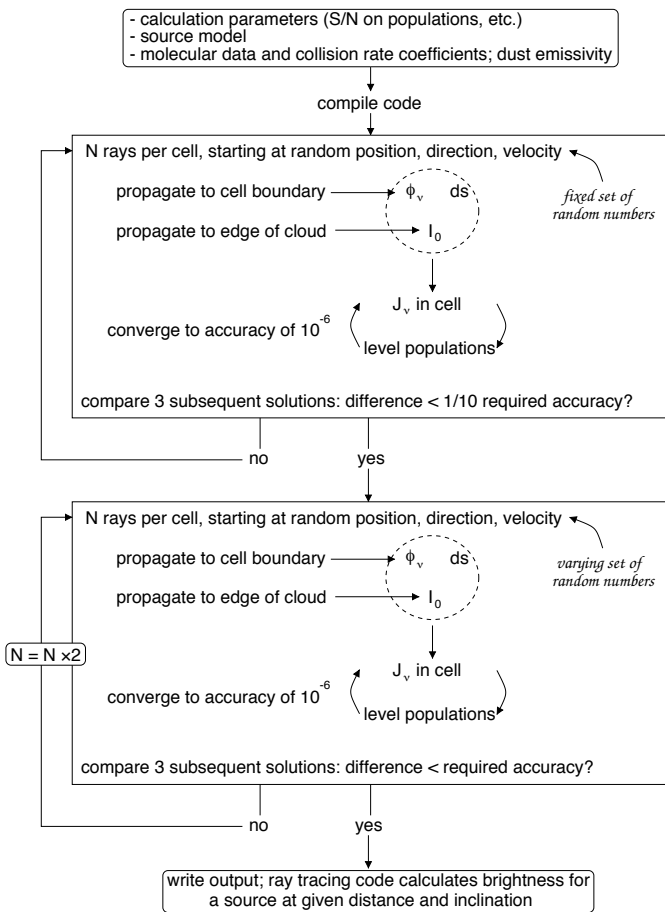 - calculation parameters (S/N on populations, etc.)
- source model
- molecular data and collision rate coefficients; dust emissivity
compile code
N rays per cell, starting at random position, direction, velocity
propagate to cell boundary
ϕν ds
fixed set of
random numbers
propagate to edge of cloud
I0
Jν in cell
converge to accuracy of 10-6
level populations
compare 3 subsequent solutions: difference < 1/10 required accuracy?
no yes
N rays per cell, starting at random position, direction, velocity
propagate to cell boundary
ϕν ds
varying set of
random numbers
propagate to edge of cloud
I0
N = N ×2
Jν in cell
converge to accuracy of 10-6
level populations
compare 3 subsequent solutions: difference < required accuracy?
no yes
write output; ray tracing code calculates brightness for
a source at given distance and inclination